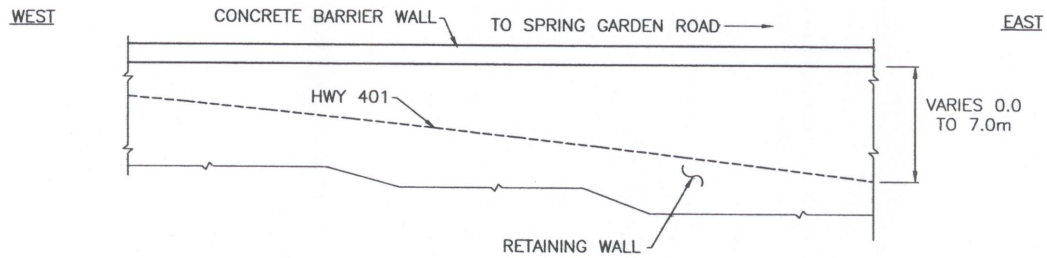 WEST
CONCRETE BARRIER WALL
TO SPRING GARDEN ROAD
EAST
HWY 401
VARIES 0.0
TO 7.0m
RETAINING WALL